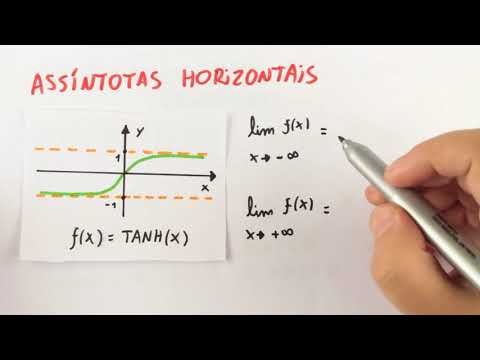 ASSÍNTOTAS HORIZONTAIS
y
1
x
-1
f(x) = TANH(x)
lim f(x) =
x→ -∞
lim f(x) =
x→ +∞